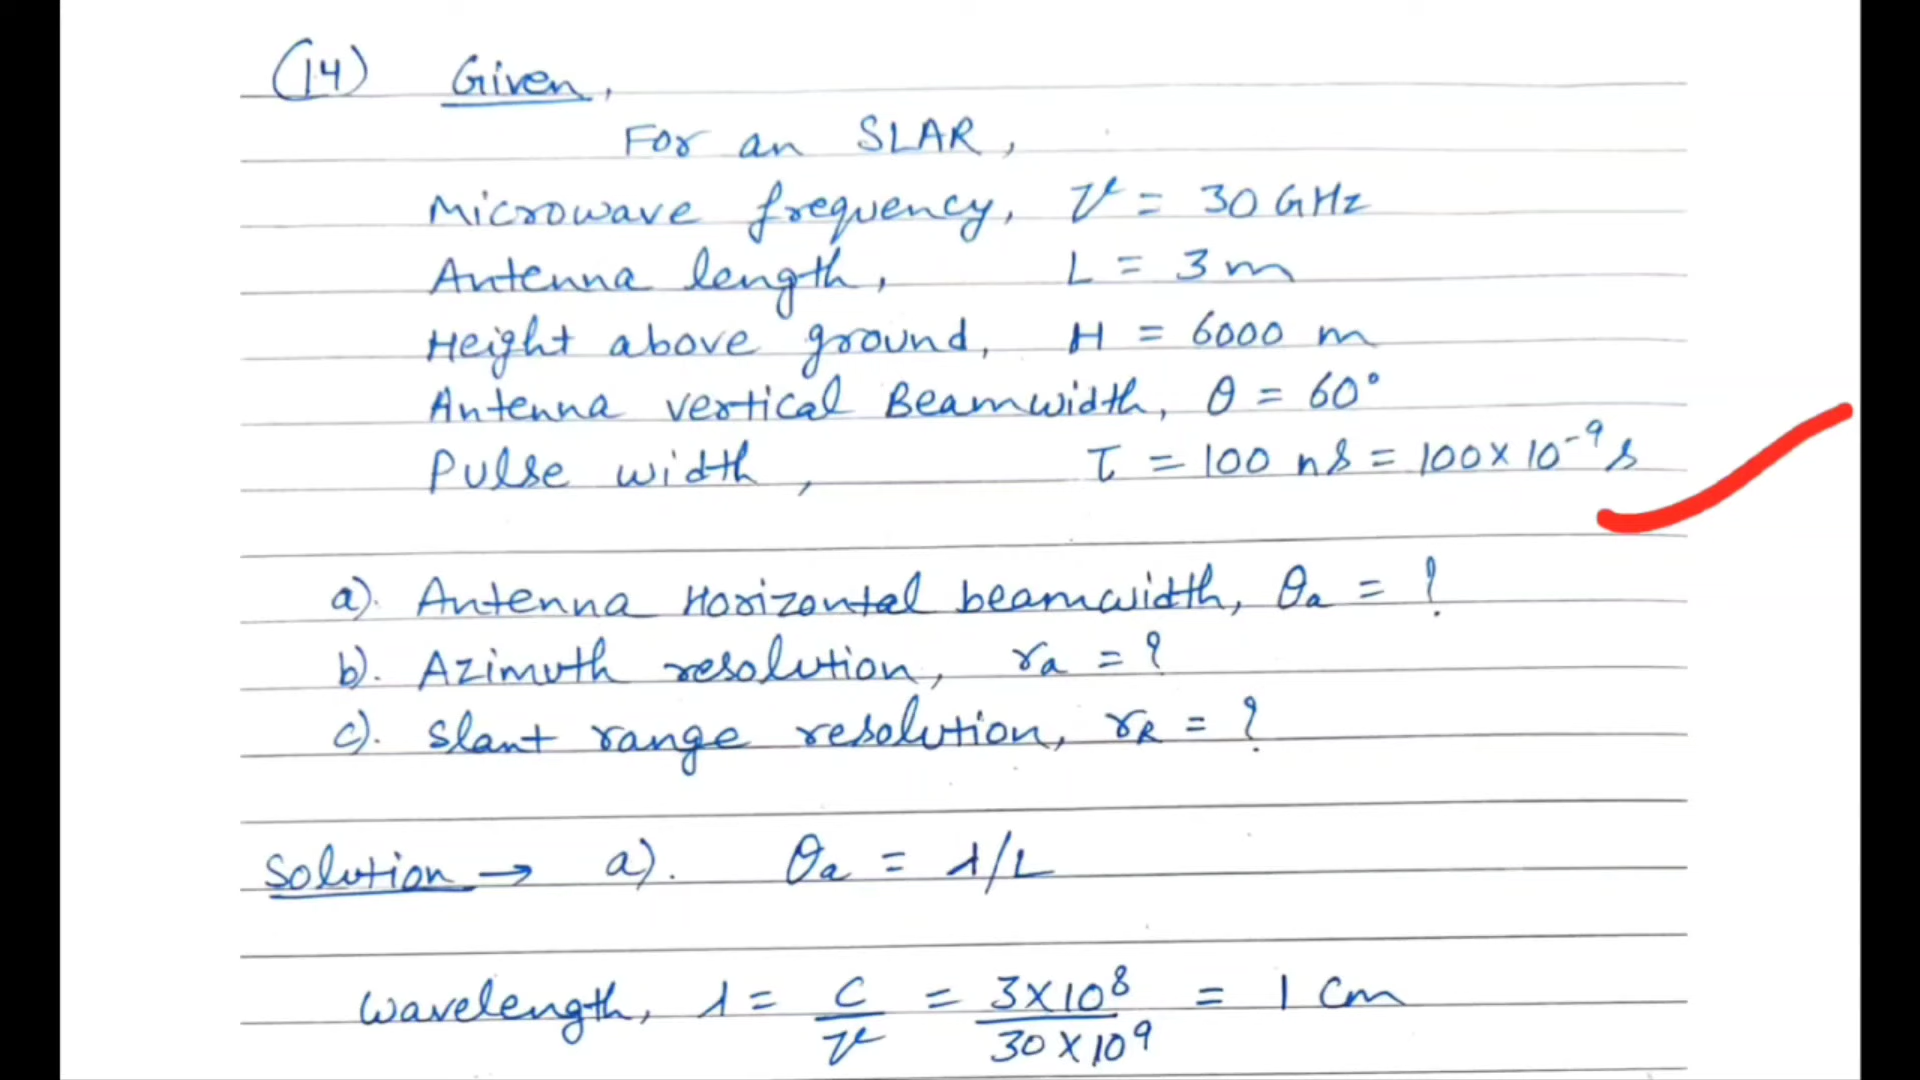 (14) Given,
For an SLAR,
Microwave frequency, ν = 30 GHz
Antenna length, L = 3 m
Height above ground, H = 6000 m
Antenna vertical Beamwidth, θ = 60°
Pulse width, τ = 100 ns = 100×10⁻⁹ s
a). Antenna Horizontal beamwidth, θa = ?
b). Azimuth resolution, ra = ?
c). Slant range resolution, rR = ?
Solution → a). θa = λ/L
Wavelength, λ = c/ν = 3×10⁸/30×10⁹ = 1 cm